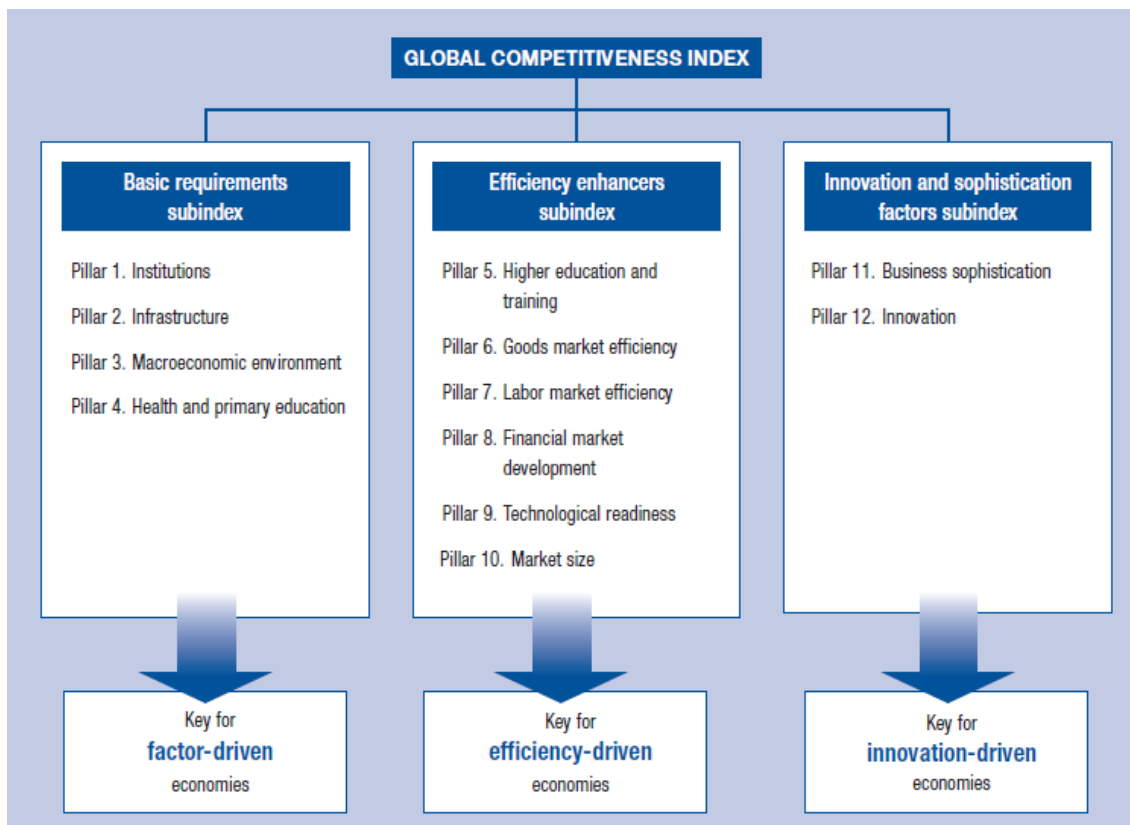 GLOBAL COMPETITIVENESS INDEX
Basic requirements
subindex
Pillar 1. Institutions
Pillar 2. Infrastructure
Pillar 3. Macroeconomic environment
Pillar 4. Health and primary education
Key for
factor-driven
economies
Efficiency enhancers
subindex
Pillar 5. Higher education and
training
Pillar 6. Goods market efficiency
Pillar 7. Labor market efficiency
Pillar 8. Financial market
development
Pillar 9. Technological readiness
Pillar 10. Market size
Key for
efficiency-driven
economies
Innovation and sophistication
factors subindex
Pillar 11. Business sophistication
Pillar 12. Innovation
Key for
innovation-driven
economies